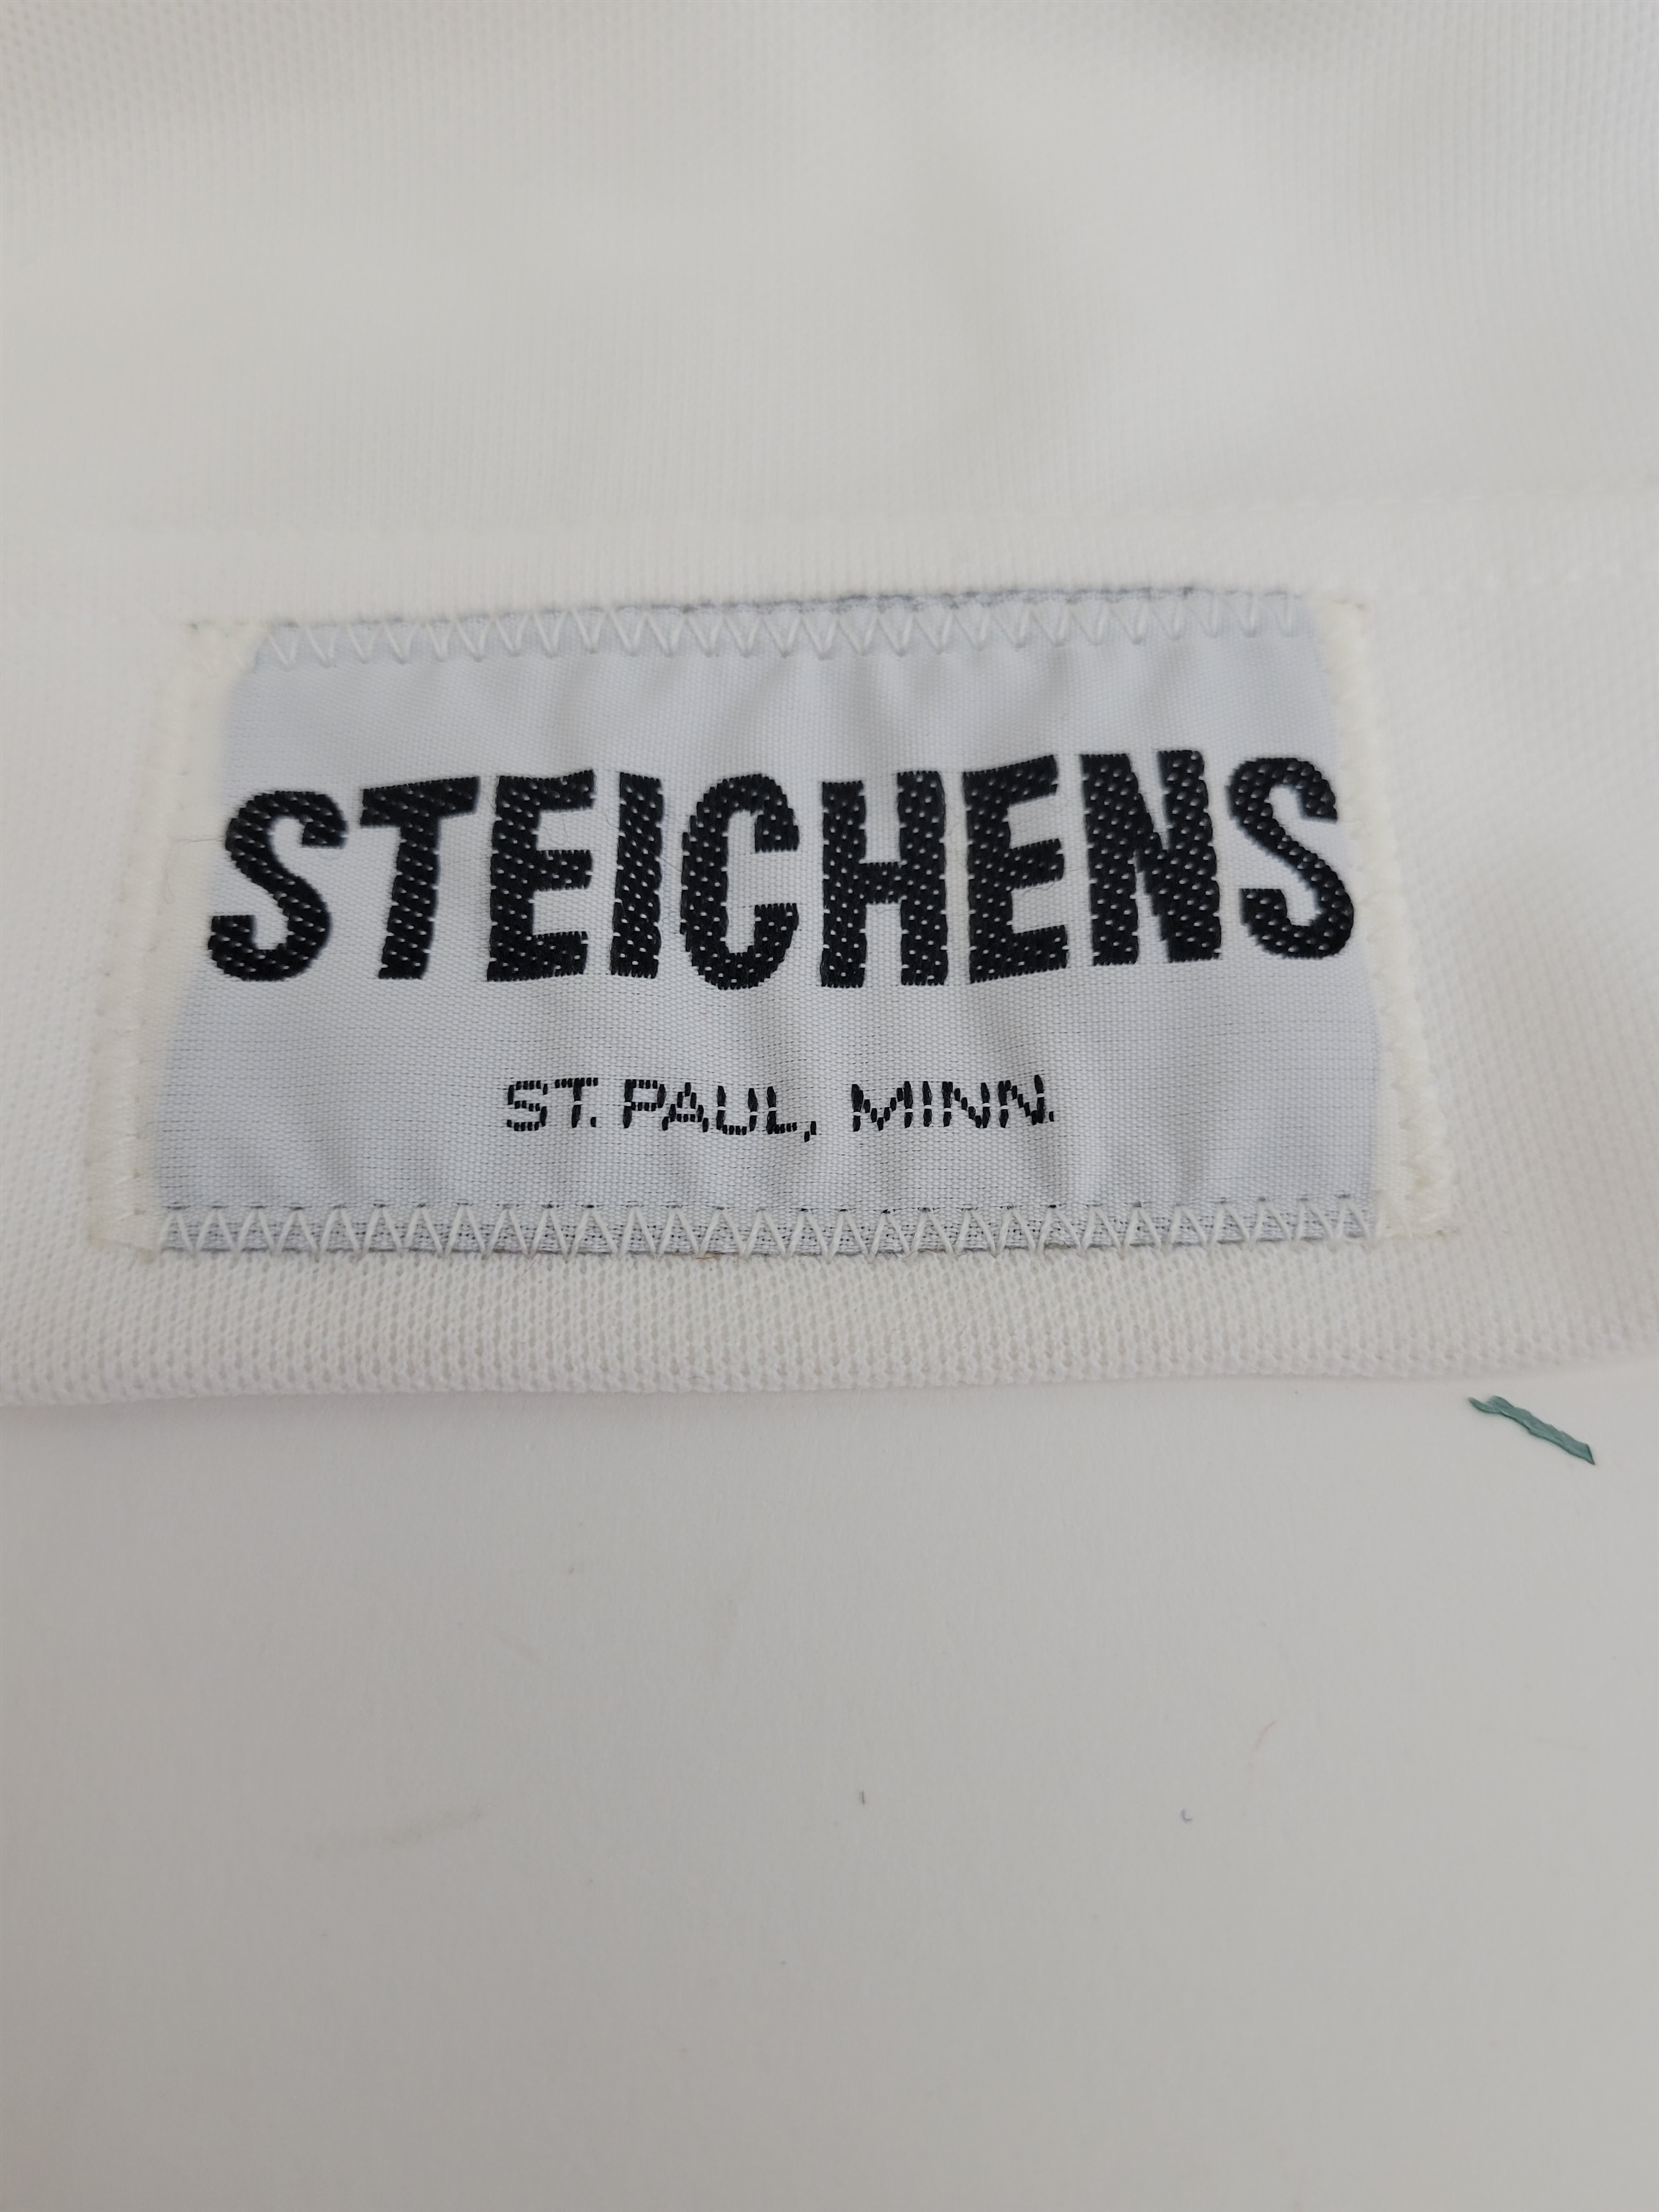 STEICHENS
ST. PAUL, MINN.